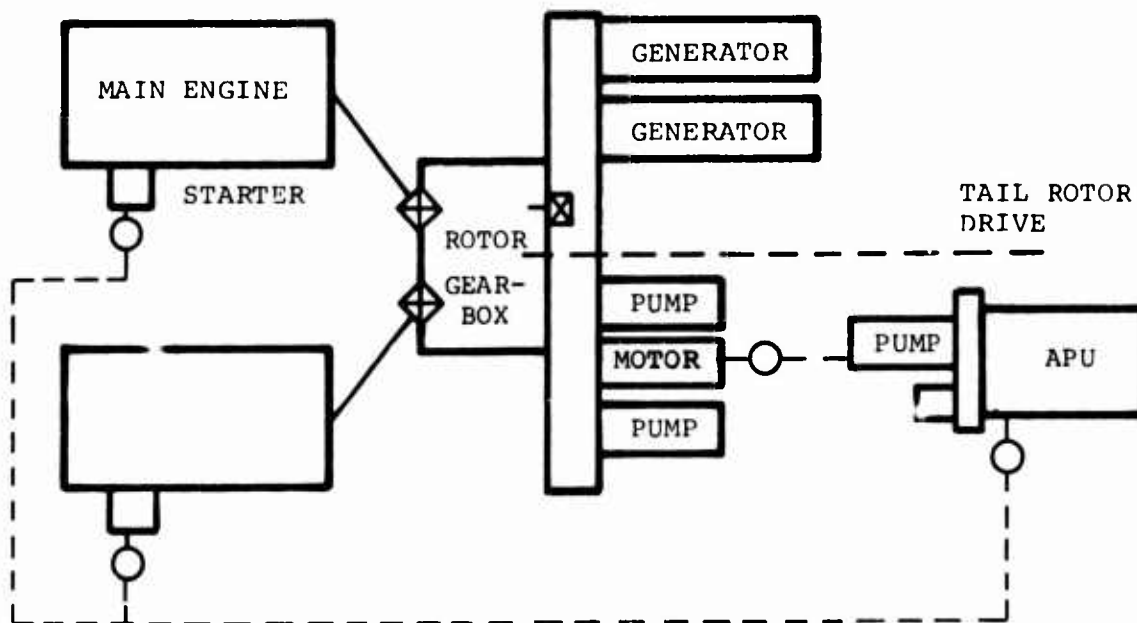 MAIN ENGINE
STARTER
GENERATOR
GENERATOR
TAIL ROTOR
DRIVE
ROTOR
GEAR-
BOX
PUMP
MOTOR
PUMP
PUMP
APU